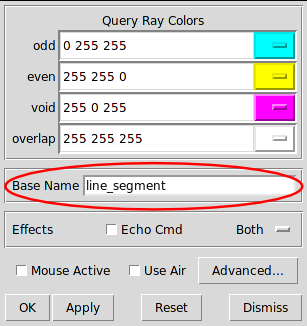 Query Ray Colors
odd 0 255 255
even 255 255 0
void 255 0 255
overlap 255 255 255
Base Name line_segment
Effects Echo Cmd Both
Mouse Active Use Air Advanced...
OK Apply Reset Dismiss